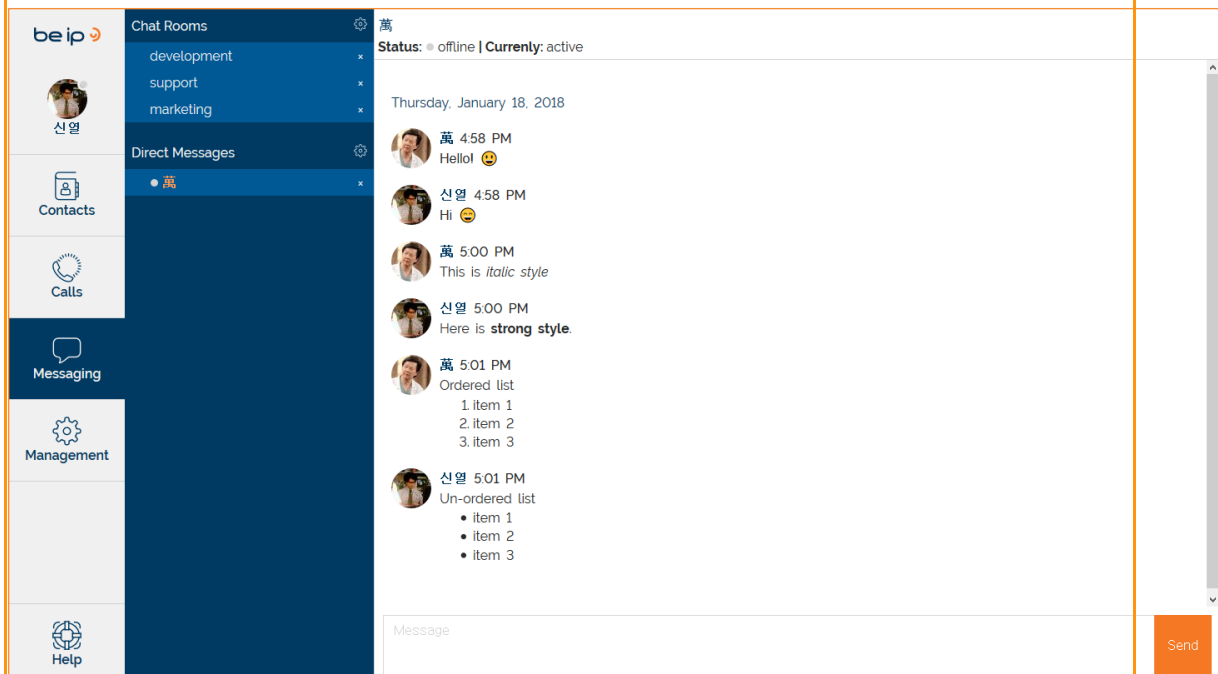 be ip
신열
Contacts
Calls
Messaging
Management
Help
Chat Rooms
development ×
support ×
marketing ×
Direct Messages
萬 ×
萬
Status: offline | Currenly: active
Thursday, January 18, 2018
萬 4:58 PM
Hello! 😃
신열 4:58 PM
Hi 😄
萬 5:00 PM
This is italic style
신열 5:00 PM
Here is strong style.
萬 5:01 PM
Ordered list
1. item 1
2. item 2
3. item 3
신열 5:01 PM
Un-ordered list
• item 1
• item 2
• item 3
Message
Send